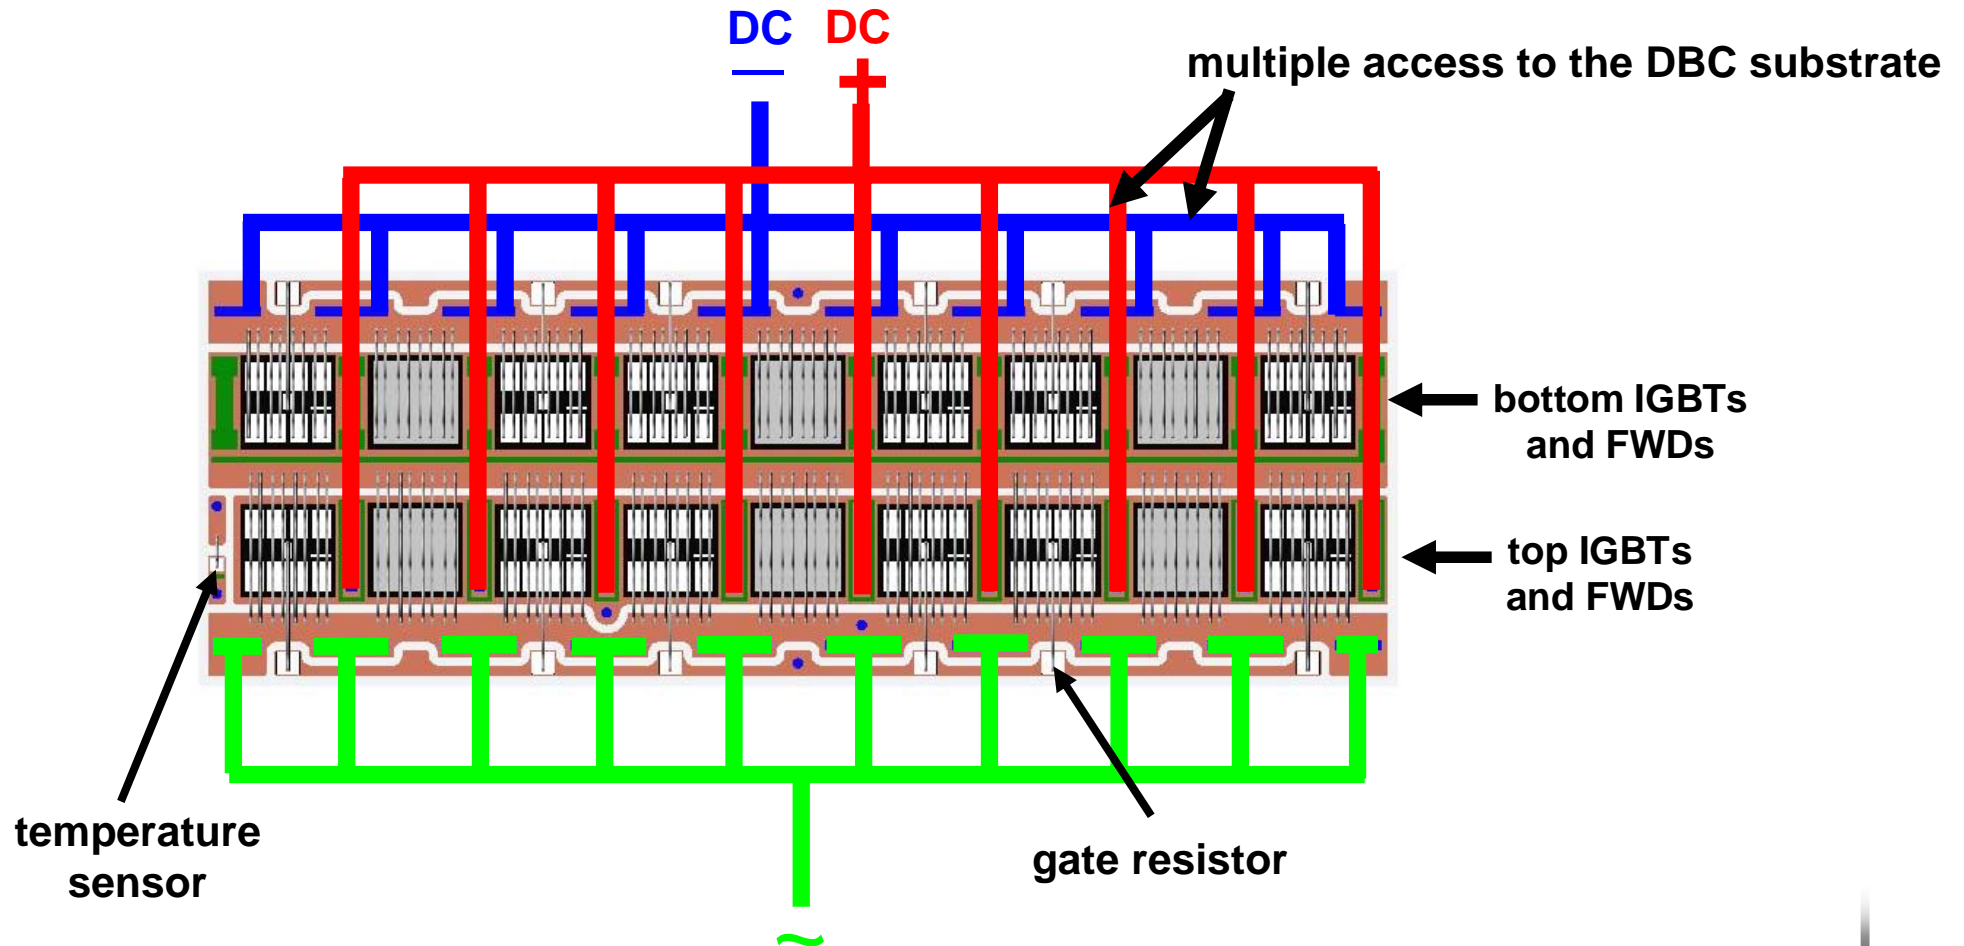 DC DC
– +
multiple access to the DBC substrate
bottom IGBTs
and FWDs
top IGBTs
and FWDs
temperature
sensor
gate resistor
~